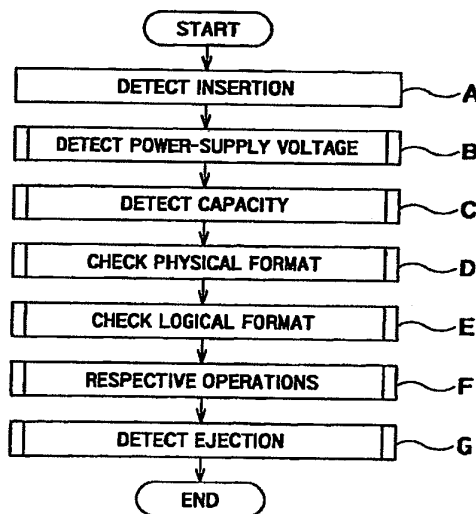 START
DETECT INSERTION A
DETECT POWER-SUPPLY VOLTAGE B
DETECT CAPACITY C
CHECK PHYSICAL FORMAT D
CHECK LOGICAL FORMAT E
RESPECTIVE OPERATIONS F
DETECT EJECTION G
END